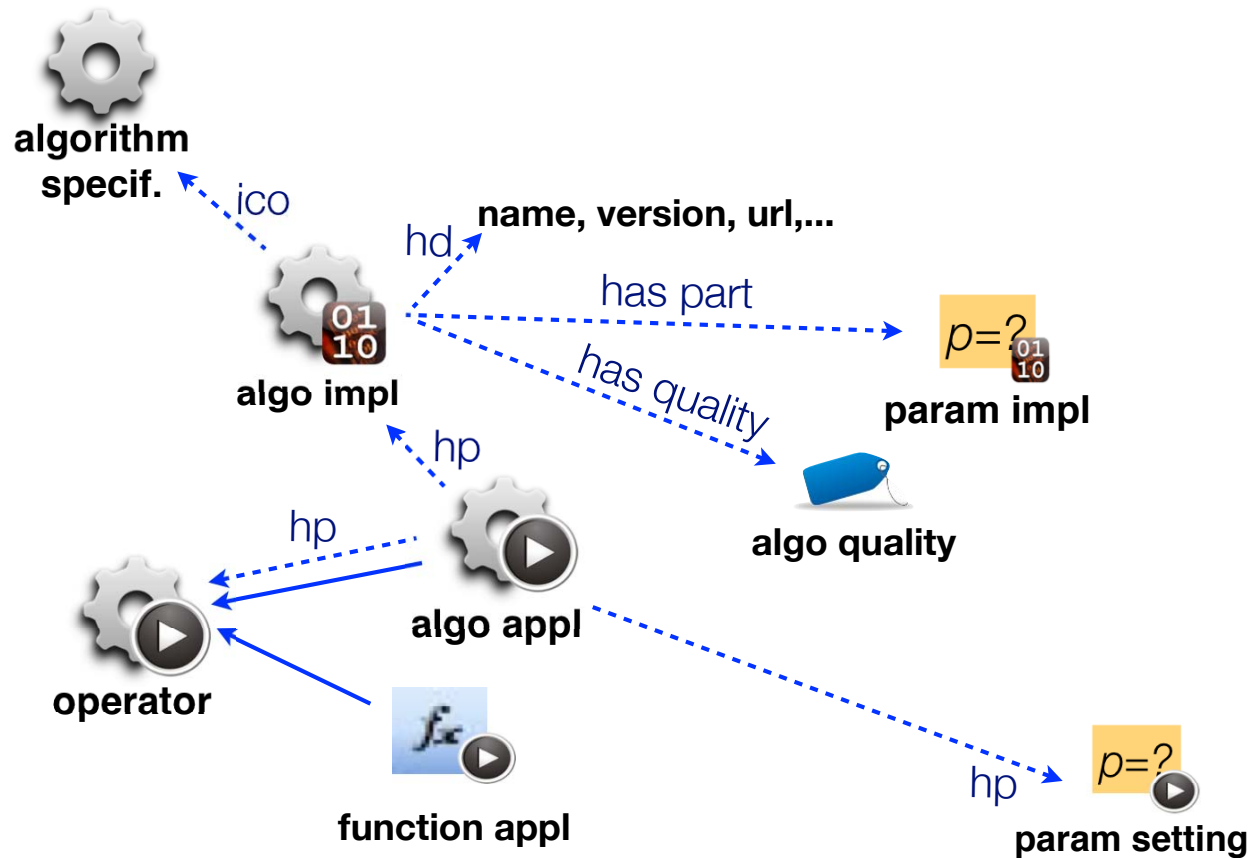 algorithm
specif.
ico
name, version, url,...
hd
has part
01
10
p=?
01
10
algo impl
has quality
param impl
hp
algo quality
hp
algo appl
operator
fx
p=?
hp
function appl
param setting